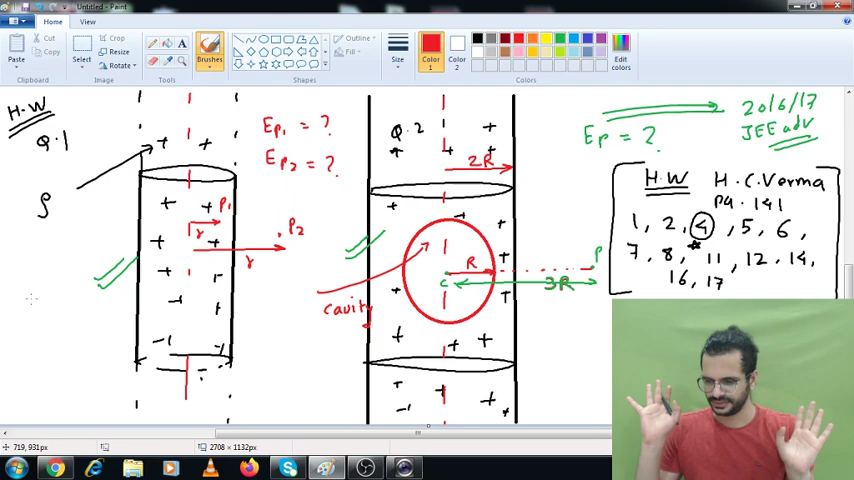 Untitled - Paint
Home
View
Paste
Cut
Copy
Clipboard
Select
Crop
Resize
Rotate
Image
Tools
Brushes
Outline
Fill
Shapes
Size
Color
1
Color
2
Edit
colors
Colors
H.W
Q.1
ρ
EP1 = ?
EP2 = ?
P1
r
P2
r
Q.2
2R
R
C
3R
P
cavity
EP = ?
20/6/17
JEE adv
H.W H.C.Verma
Pg. 141
1, 2, 4, 5, 6,
7, 8, 11, 12, 14,
16, 17
719, 931px
2708 × 1132px